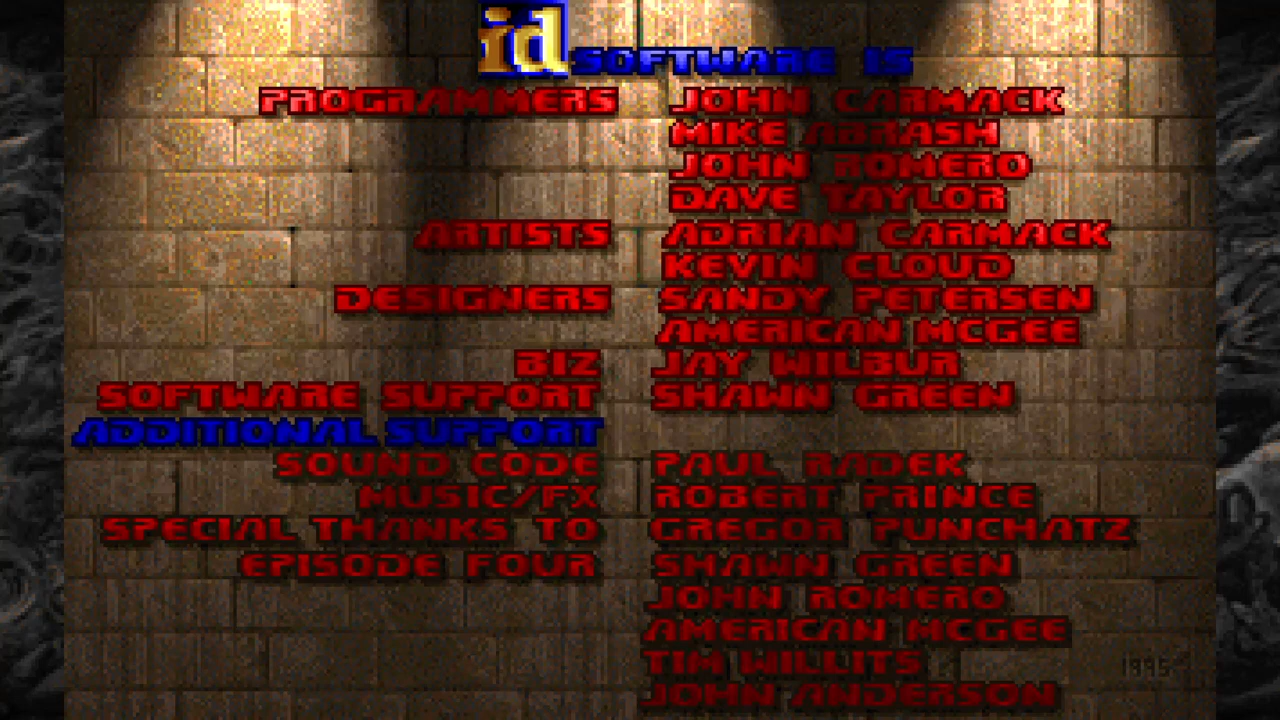 id SOFTWARE IS
PROGRAMMERS JOHN CARMACK
MIKE ABRASH
JOHN ROMERO
DAVE TAYLOR
ARTISTS ADRIAN CARMACK
KEVIN CLOUD
DESIGNERS SANDY PETERSEN
AMERICAN MCGEE
BIZ JAY WILBUR
SOFTWARE SUPPORT SHAWN GREEN
ADDITIONAL SUPPORT
SOUND CODE PAUL RADEK
MUSIC/FX ROBERT PRINCE
SPECIAL THANKS TO GREGOR PUNCHATZ
EPISODE FOUR SHAWN GREEN
JOHN ROMERO
AMERICAN MCGEE
TIM WILLITS
1995
JOHN ANDERSON